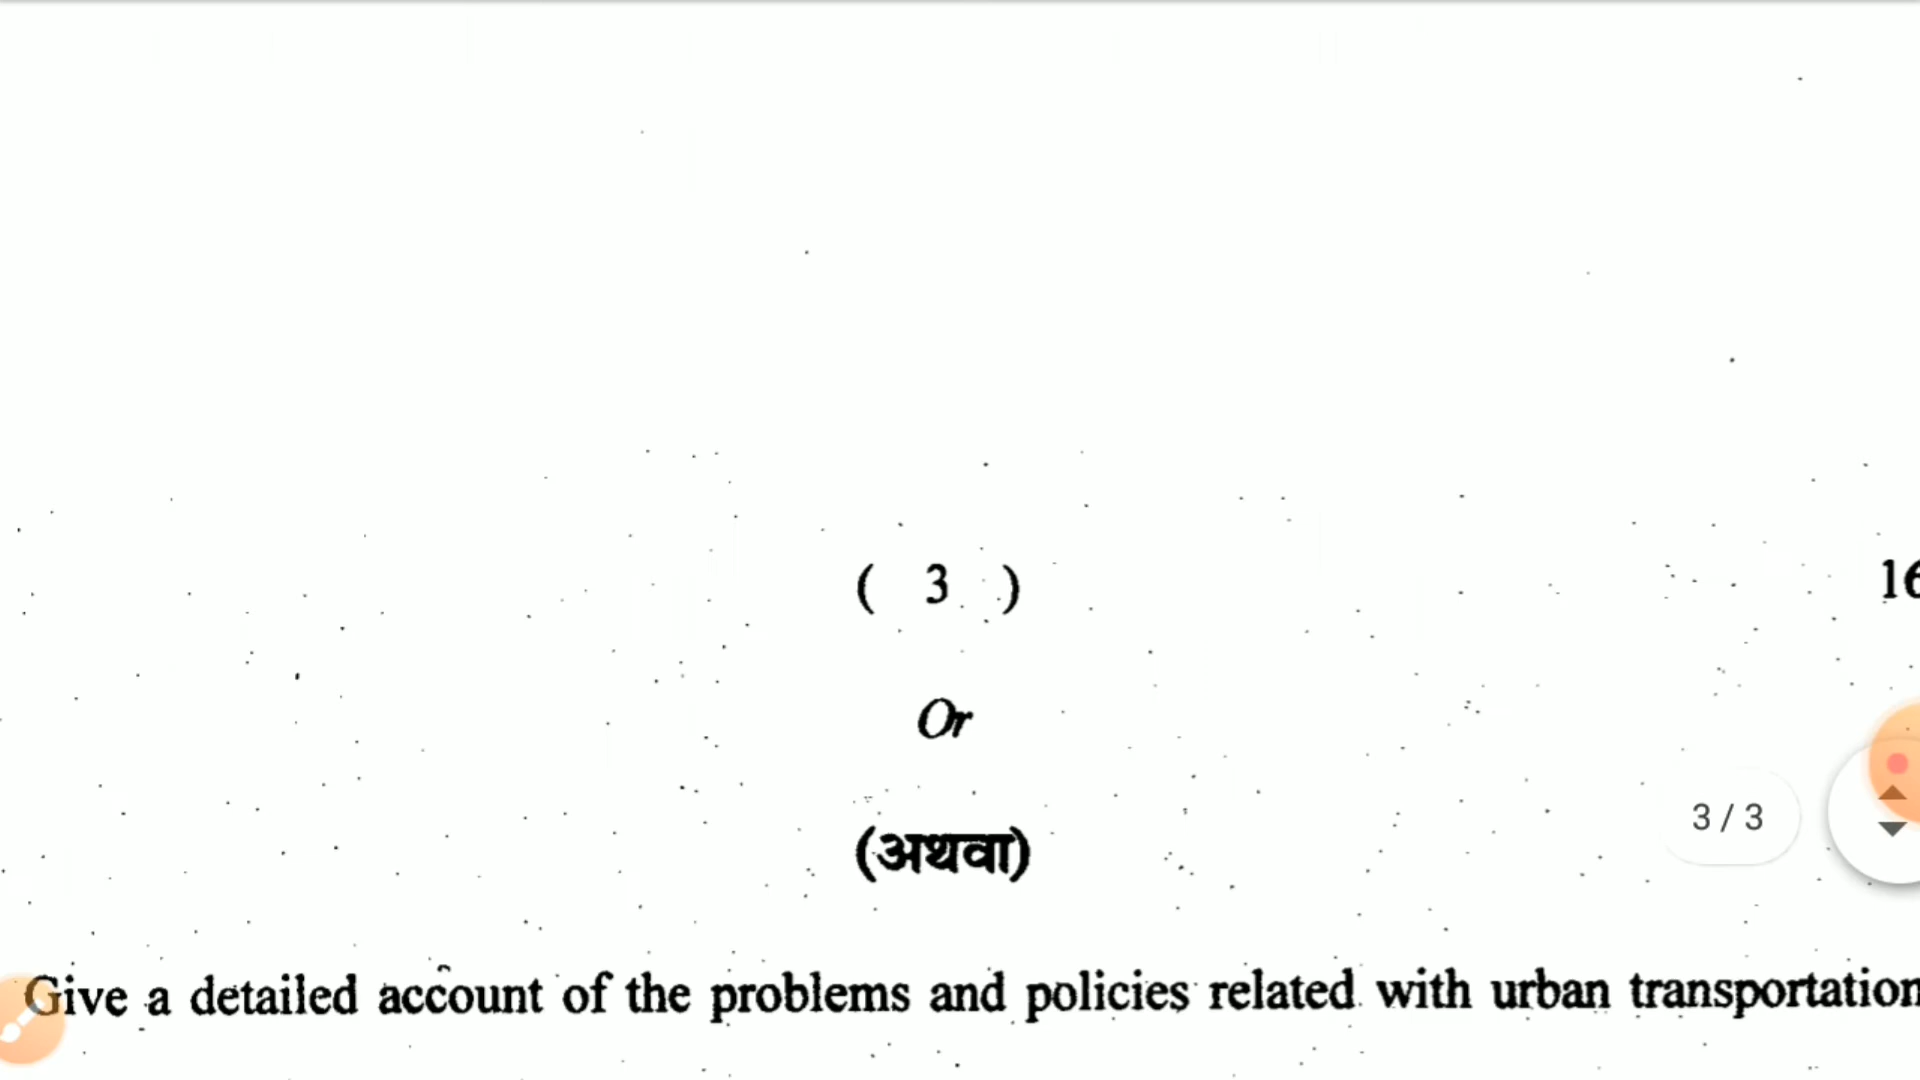 ( 3 )
16
Or
(अथवा)
3 / 3
Give a detailed account of the problems and policies related with urban transportation